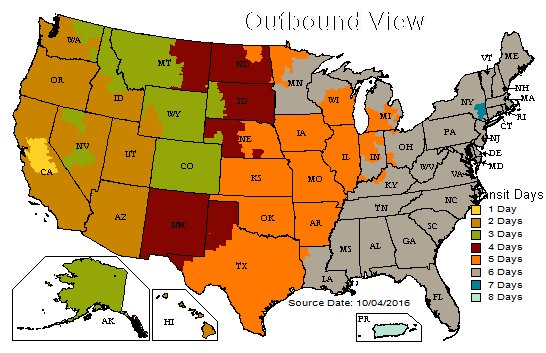 Outbound View
WA
MT
ND
MN
VT
ME
OR
ID
SD
WI
MI
NY
NH
MA
RI
CT
WY
NE
IA
PA
NJ
DE
MD
NV
UT
CO
IL
IN
OH
WV
VA
CA
KS
MO
KY
NC
AZ
NM
OK
AR
TN
SC
TX
MS
AL
GA
LA
FL
AK
HI
PR
ansit Days
1 Day
2 Days
3 Days
4 Days
5 Days
6 Days
7 Days
8 Days
Source Date: 10/04/2016